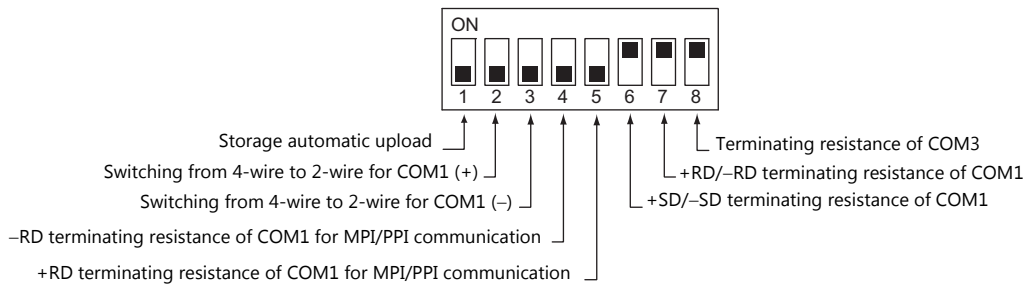 ON
1 2 3 4 5 6 7 8
Storage automatic upload
Terminating resistance of COM3
Switching from 4-wire to 2-wire for COM1 (+)
+RD/–RD terminating resistance of COM1
Switching from 4-wire to 2-wire for COM1 (–)
+SD/–SD terminating resistance of COM1
–RD terminating resistance of COM1 for MPI/PPI communication
+RD terminating resistance of COM1 for MPI/PPI communication